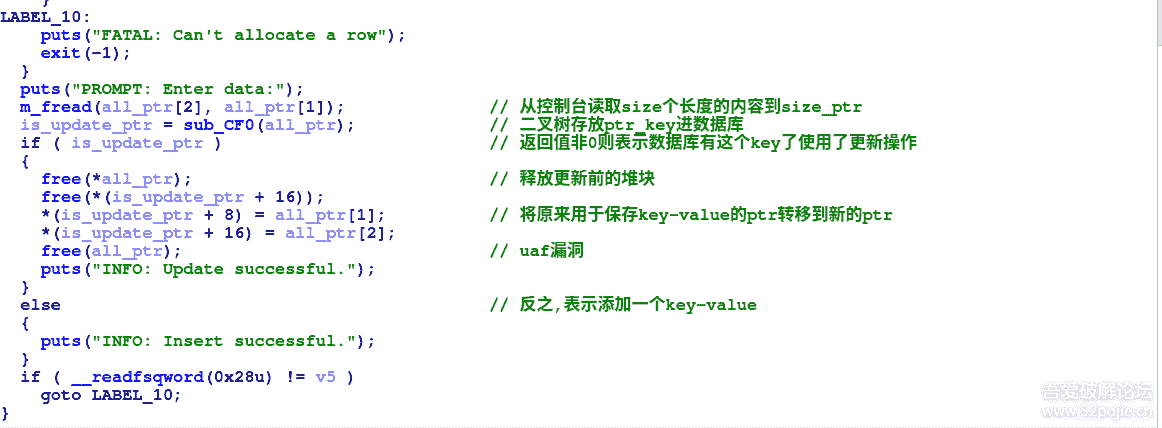 }
LABEL_10:
puts("FATAL: Can't allocate a row");
exit(-1);
}
puts("PROMPT: Enter data:");
m_fread(all_ptr[2], all_ptr[1]); // 从控制台读取size个长度的内容到size_ptr
is_update_ptr = sub_CF0(all_ptr); // 二叉树存放ptr_key进数据库
if ( is_update_ptr ) // 返回值非0则表示数据库有这个key了使用了更新操作
{
free(*all_ptr); // 释放更新前的堆块
free(*(is_update_ptr + 16));
*(is_update_ptr + 8) = all_ptr[1]; // 将原来用于保存key-value的ptr转移到新的ptr
*(is_update_ptr + 16) = all_ptr[2];
free(all_ptr); // uaf漏洞
puts("INFO: Update successful.");
}
else // 反之,表示添加一个key-value
{
puts("INFO: Insert successful.");
}
if ( __readfsqword(0x28u) != v5 )
goto LABEL_10;
}
吾爱破解论坛
www.52pojie.cn